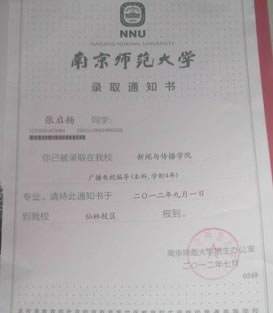 NNU
NANJING NORMAL UNIVERSITY
南京师范大学
录取通知书
张启扬 同学:
你已被录取在我校 新闻与传播学院
广播电视编导(本科,学制4年)
专业。请持此通知书于 二〇一二年九月一日
到我校 仙林校区 报到。
南京师范大学招生办公室
二〇一二年七